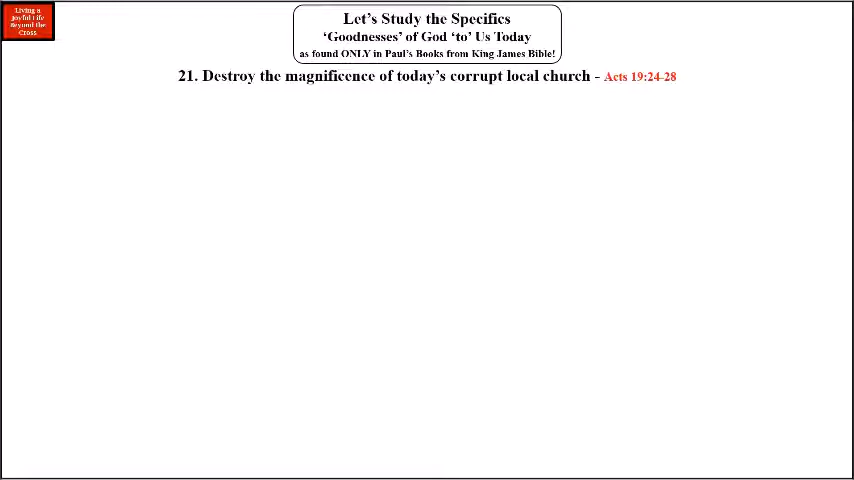 Living a
Joyful Life
Beyond the
Cross
Let's Study the Specifics
‘Goodnesses’ of God ‘to’ Us Today
as found ONLY in Paul’s Books from King James Bible!
21. Destroy the magnificence of today’s corrupt local church - Acts 19:24-28